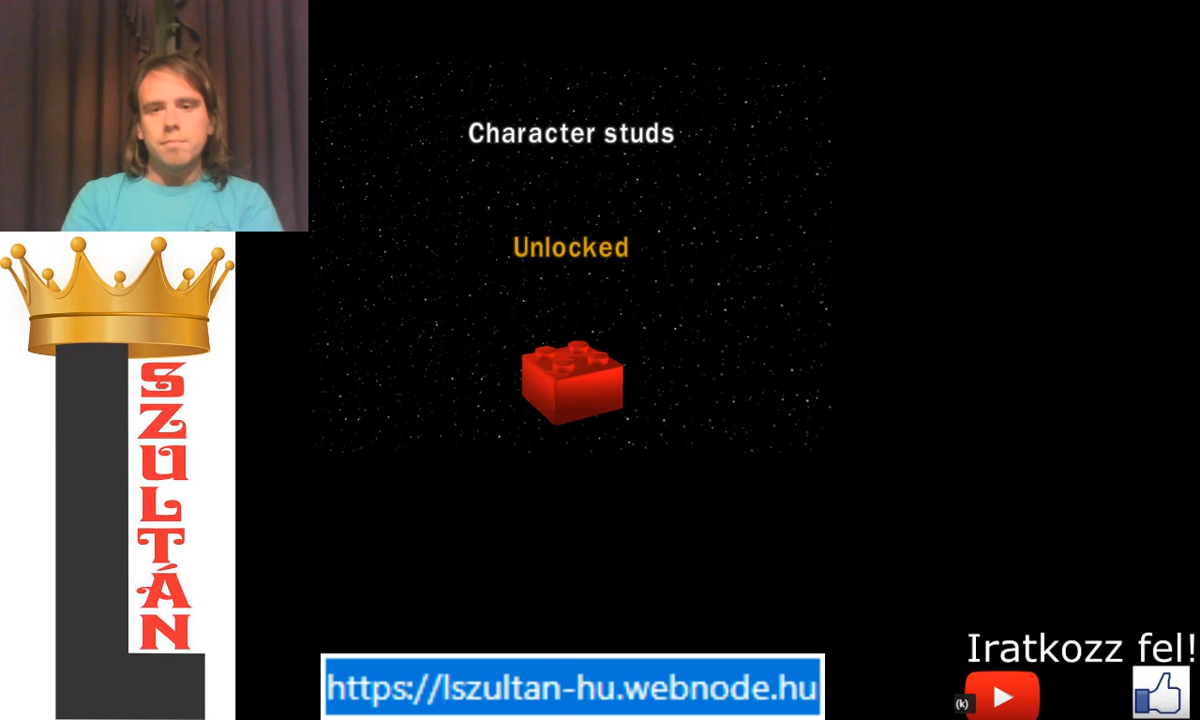 Character studs
Unlocked
L
SZULTÁN
https://lszultan-hu.webnode.hu
Iratkozz fel!
(k)